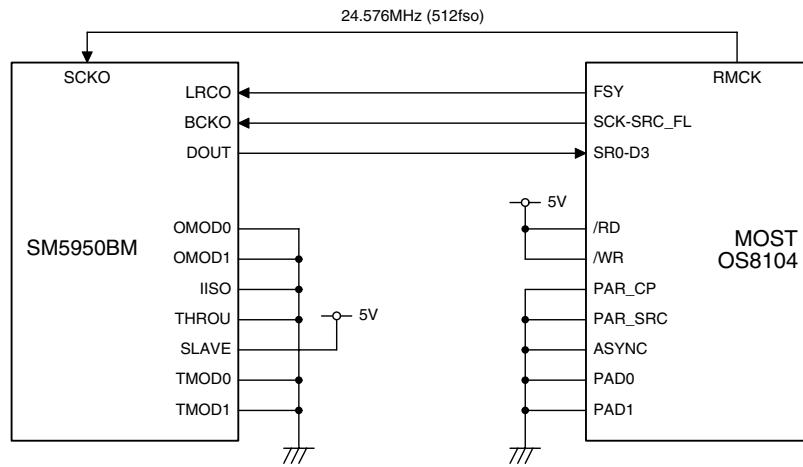 24.576MHz (512fso)
SCKO
LRCO
BCKO
DOUT
OMOD0
OMOD1
IISO
THROU
SLAVE
TMOD0
TMOD1
SM5950BM
5V
RMCK
FSY
SCK-SRC_FL
SR0-D3
5V
/RD
/WR
PAR_CP
PAR_SRC
ASYNC
PAD0
PAD1
MOST
OS8104